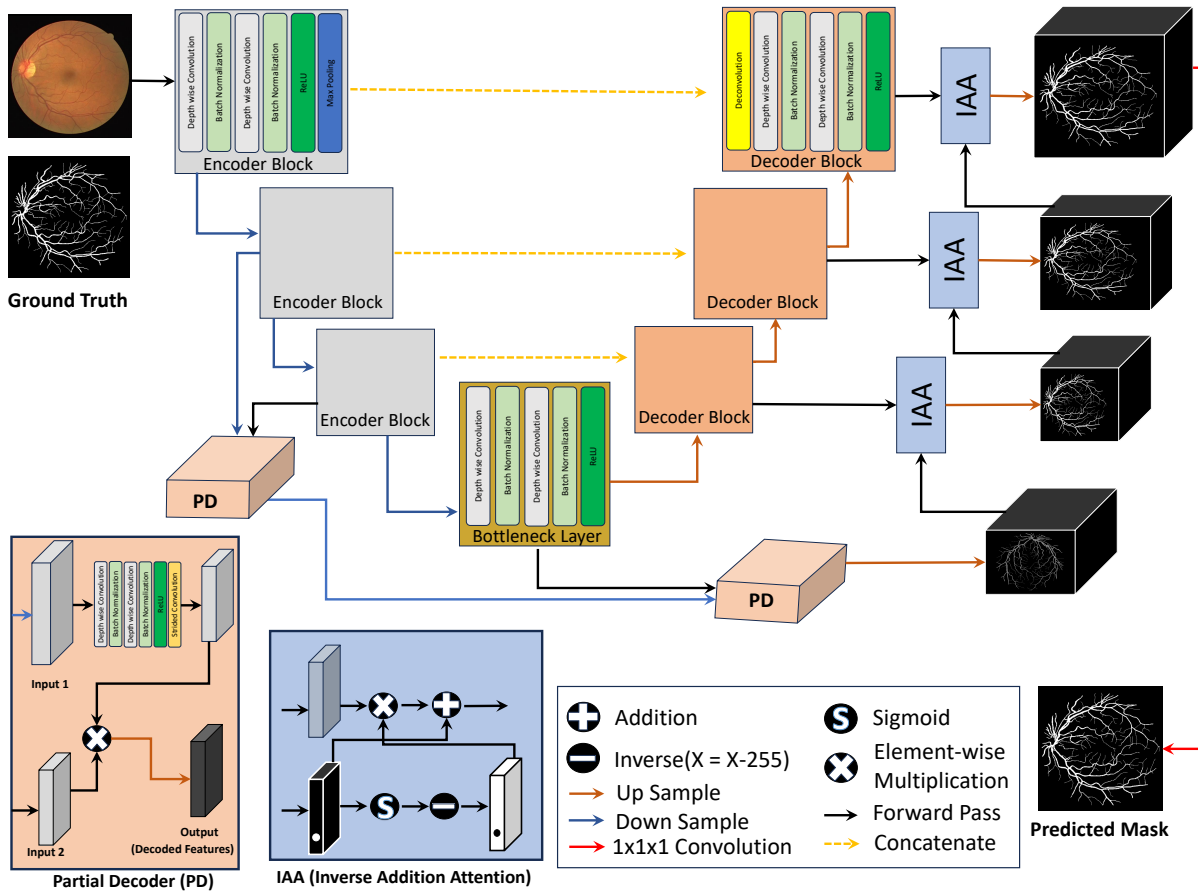 Depth wise Convolution
Batch Normalization
Depth wise Convolution
Batch Normalization
ReLU
Max Pooling
Encoder Block
Deconvolution
Depth wise Convolution
Batch Normalization
Depth wise Convolution
Batch Normalization
ReLU
Decoder Block
IAA
Ground Truth
Encoder Block
Decoder Block
IAA
Encoder Block
Decoder Block
IAA
Depth wise Convolution
Batch Normalization
Depth wise Convolution
Batch Normalization
ReLU
Bottleneck Layer
PD
PD
Input 1
Depth wise Convolution
Batch Normalization
Depth wise Convolution
Batch Normalization
ReLU
Strided Convolution
Input 2
Output
(Decoded Features)
Partial Decoder (PD)
S
IAA (Inverse Addition Attention)
Addition
Inverse(X = X-255)
Up Sample
Down Sample
1x1x1 Convolution
S
Sigmoid
Element-wise
Multiplication
Forward Pass
Concatenate
Predicted Mask